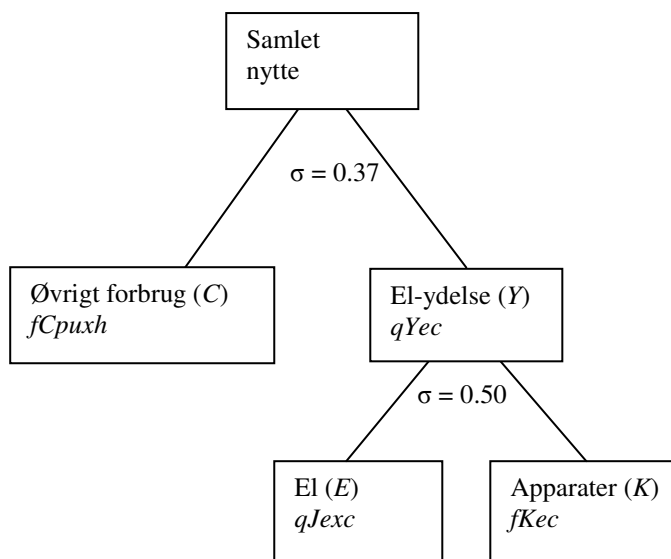 Samlet
nytte
σ = 0.37
Øvrigt forbrug (C)
fCpuxh
El-ydelse (Y)
qYec
σ = 0.50
El (E)
qJexc
Apparater (K)
fKec